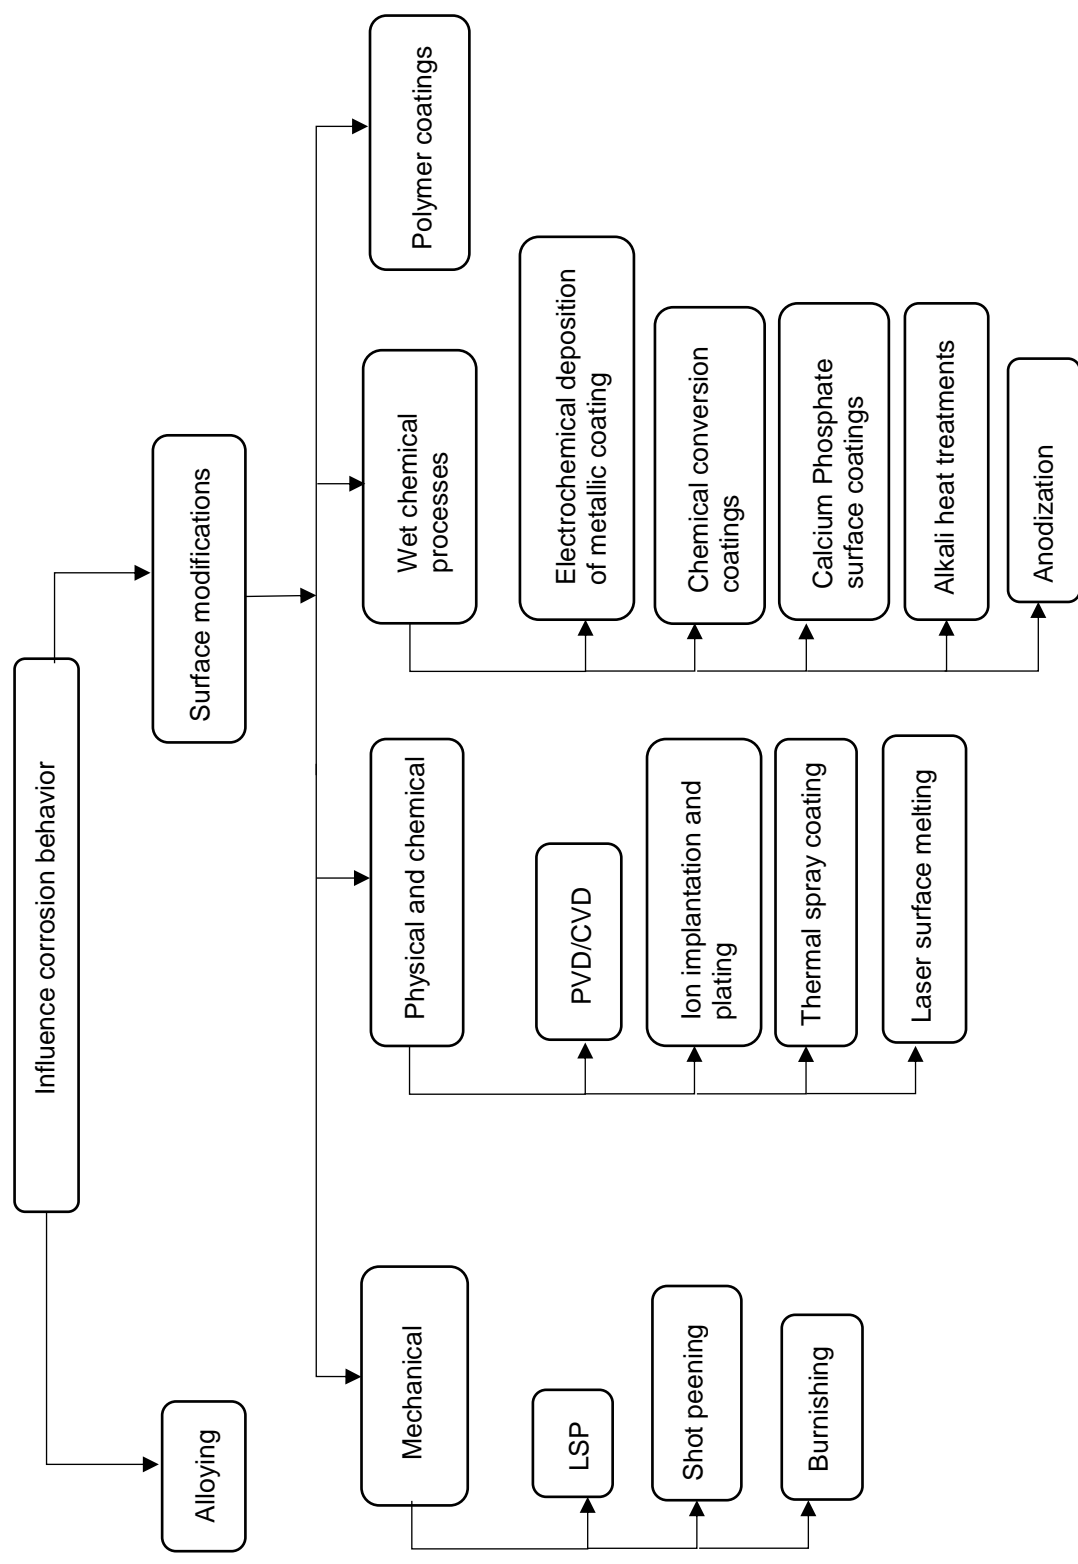 Influence corrosion behavior
Alloying
Surface modifications
Mechanical
Physical and chemical
Wet chemical
processes
Polymer coatings
LSP
Shot peening
Burnishing
PVD/CVD
Ion implantation and
plating
Thermal spray coating
Laser surface melting
Electrochemical deposition
of metallic coating
Chemical conversion
coatings
Calcium Phosphate
surface coatings
Alkali heat treatments
Anodization